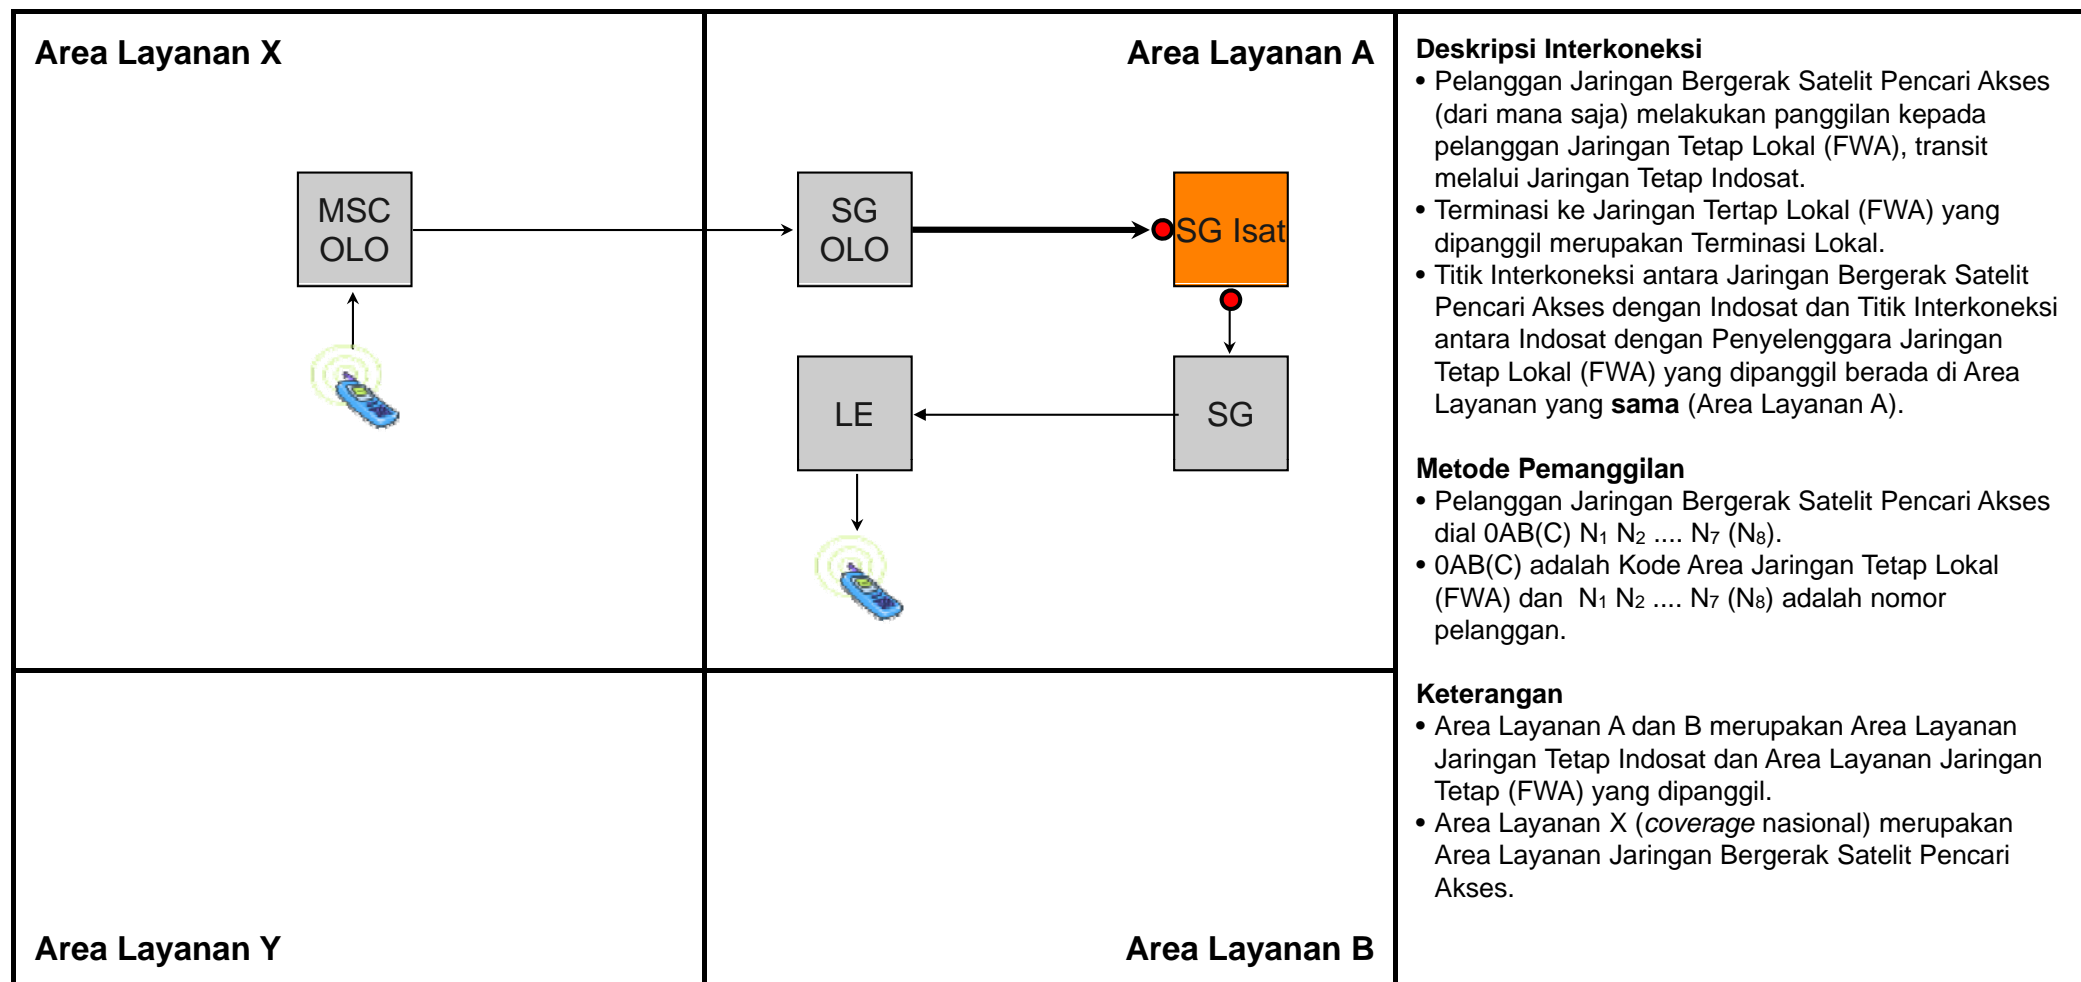 Area Layanan X
Area Layanan A
MSC
OLO
SG
OLO
SG Isat
LE
SG
Area Layanan Y
Area Layanan B
Deskripsi Interkoneksi
• Pelanggan Jaringan Bergerak Satelit Pencari Akses
(dari mana saja) melakukan panggilan kepada
pelanggan Jaringan Tetap Lokal (FWA), transit
melalui Jaringan Tetap Indosat.
• Terminasi ke Jaringan Tertap Lokal (FWA) yang
dipanggil merupakan Terminasi Lokal.
• Titik Interkoneksi antara Jaringan Bergerak Satelit
Pencari Akses dengan Indosat dan Titik Interkoneksi
antara Indosat dengan Penyelenggara Jaringan
Tetap Lokal (FWA) yang dipanggil berada di Area
Layanan yang sama (Area Layanan A).
Metode Pemanggilan
• Pelanggan Jaringan Bergerak Satelit Pencari Akses
dial 0AB(C) N₁ N₂ .... N₇ (N₈).
• 0AB(C) adalah Kode Area Jaringan Tetap Lokal
(FWA) dan N₁ N₂ .... N₇ (N₈) adalah nomor
pelanggan.
Keterangan
• Area Layanan A dan B merupakan Area Layanan
Jaringan Tetap Indosat dan Area Layanan Jaringan
Tetap (FWA) yang dipanggil.
• Area Layanan X (coverage nasional) merupakan
Area Layanan Jaringan Bergerak Satelit Pencari
Akses.